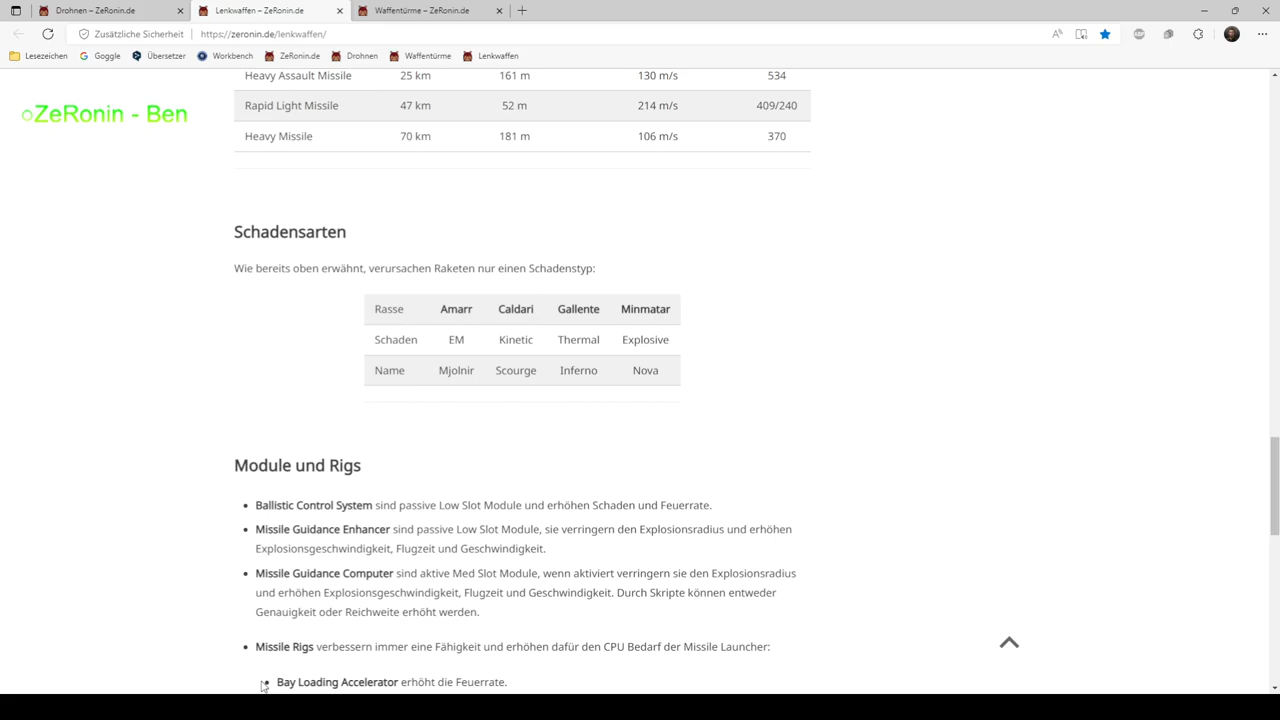 Drohnen – ZeRonin.de
Lenkwaffen – ZeRonin.de
Waffentürme – ZeRonin.de
Zusätzliche Sicherheit
https://zeronin.de/lenkwaffen/
Lesezeichen
Goggle
Übersetzer
Workbench
ZeRonin.de
Drohnen
Waffentürme
Lenkwaffen
ZeRonin - Ben
Heavy Assault Missile 25 km 161 m 130 m/s 534
Rapid Light Missile 47 km 52 m 214 m/s 409/240
Heavy Missile 70 km 181 m 106 m/s 370
Schadensarten
Wie bereits oben erwähnt, verursachen Raketen nur einen Schadenstyp:
Rasse Amarr Caldari Gallente Minmatar
Schaden EM Kinetic Thermal Explosive
Name Mjolnir Scourge Inferno Nova
Module und Rigs
Ballistic Control System sind passive Low Slot Module und erhöhen Schaden und Feuerrate.
Missile Guidance Enhancer sind passive Low Slot Module, sie verringern den Explosionsradius und erhöhen
Explosionsgeschwindigkeit, Flugzeit und Geschwindigkeit.
Missile Guidance Computer sind aktive Med Slot Module, wenn aktiviert verringern sie den Explosionsradius
und erhöhen Explosionsgeschwindigkeit, Flugzeit und Geschwindigkeit. Durch Skripte können entweder
Genauigkeit oder Reichweite erhöht werden.
Missile Rigs verbessern immer eine Fähigkeit und erhöhen dafür den CPU Bedarf der Missile Launcher:
Bay Loading Accelerator erhöht die Feuerrate.